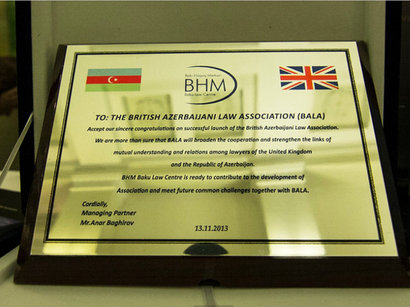 Bakı Hüquq Mərkəzi
BHM
Baku Law Centre
TO: THE BRITISH AZERBAIJANI LAW ASSOCIATION (BALA)
Accept our sincere congratulations on successful launch of the British Azerbaijani Law Association.
We are more than sure that BALA will broaden the cooperation and strengthen the links of
mutual understanding and relations among lawyers of the United Kingdom
and the Republic of Azerbaijan.
BHM Baku Law Centre is ready to contribute to the development of
Association and meet future common challenges together with BALA.
Cordially,
Managing Partner
Mr.Anar Baghirov
13.11.2013